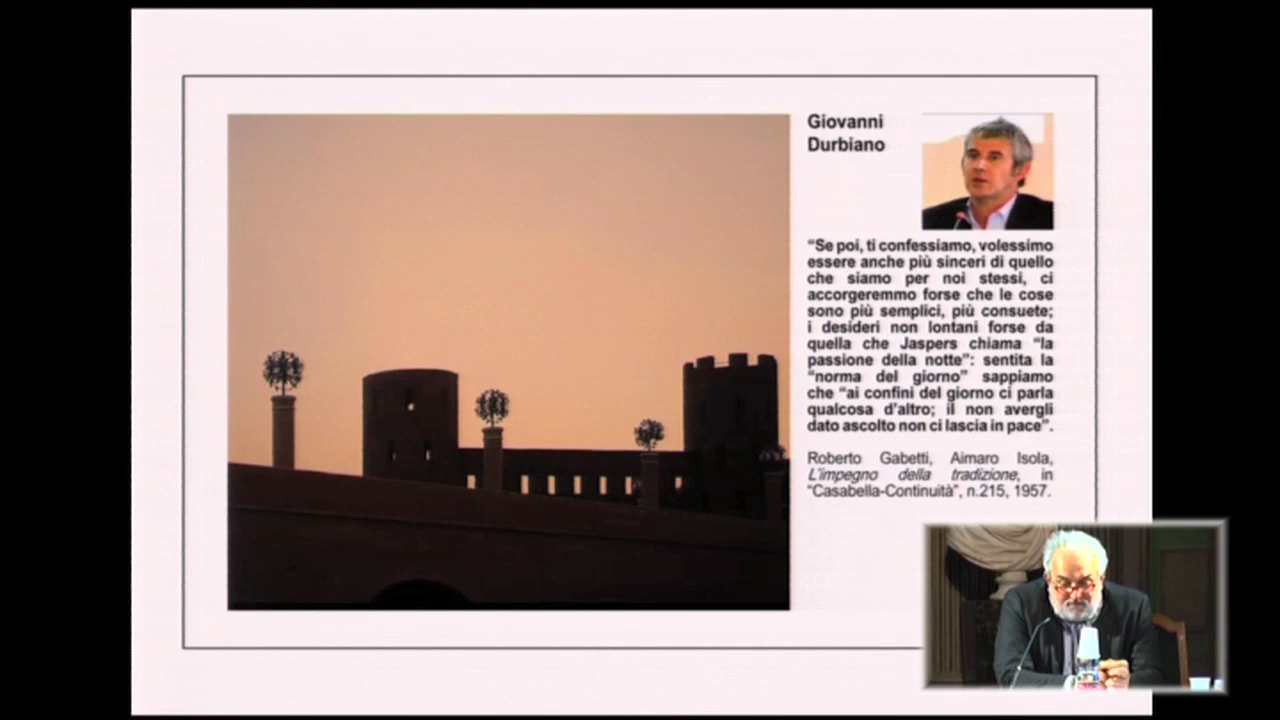 Giovanni
Durbiano
“Se poi, ti confessiamo, volessimo
essere anche più sinceri di quello
che siamo per noi stessi, ci
accorgeremmo forse che le cose
sono più semplici, più consuete;
i desideri non lontani forse da
quella che Jaspers chiama “la
passione della notte”: sentita la
“norma del giorno” sappiamo
che “ai confini del giorno ci parla
qualcosa d’altro; il non avergli
dato ascolto non ci lascia in pace”.
Roberto Gabetti, Aimaro Isola,
L’impegno della tradizione, in
“Casabella-Continuità”, n.215, 1957.